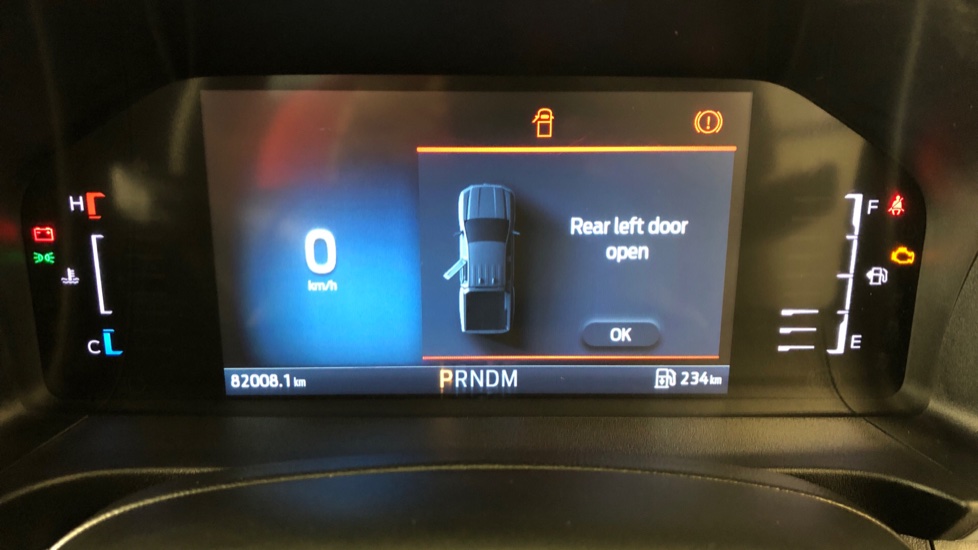 H
F
Rear left door
open
0
km/h
OK
C
E
82008.1 km
PRNDM
234 km